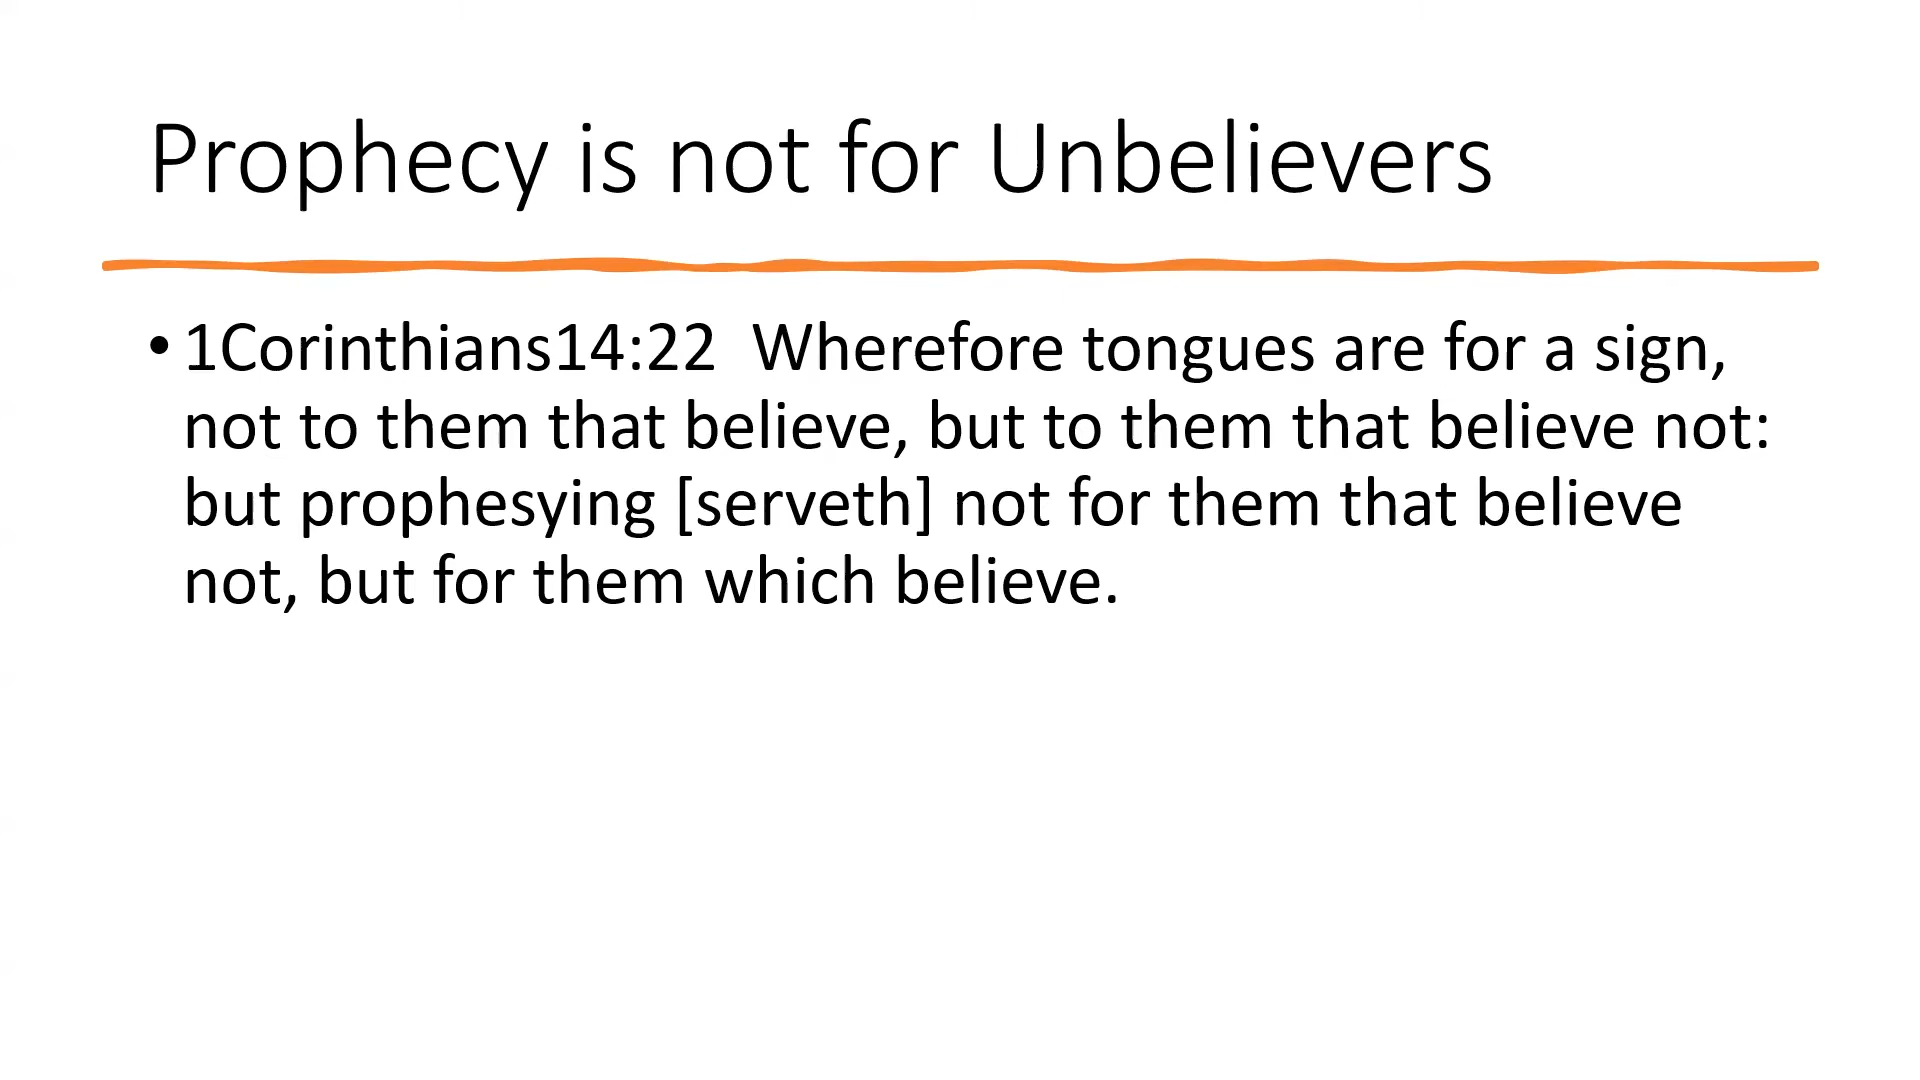 Prophecy is not for Unbelievers
• 1Corinthians14:22  Wherefore tongues are for a sign,
not to them that believe, but to them that believe not:
but prophesying [serveth] not for them that believe
not, but for them which believe.